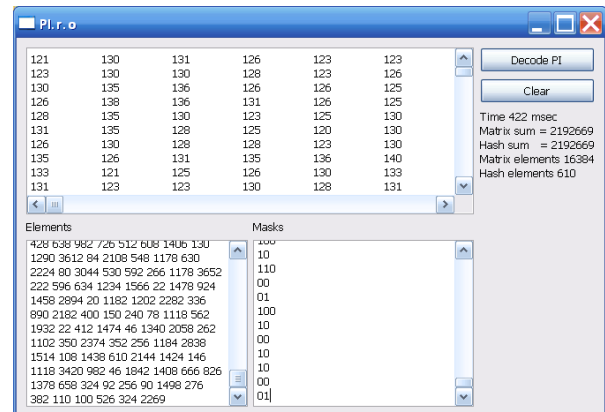 Pl.r.o
121 130 131 126 123 123
123 130 130 128 123 126
130 135 136 126 126 125
126 138 136 131 126 125
128 135 130 123 125 130
131 135 128 125 120 130
126 130 128 128 123 130
135 126 131 135 136 140
133 121 125 126 130 133
131 123 123 130 128 131
Decode PI
Clear
Time 422 msec
Matrix sum = 2192669
Hash sum = 2192669
Matrix elements 16384
Hash elements 610
Elements
428 638 982 726 512 608 1406 130
1290 3612 84 2108 548 1178 630
2224 80 3044 530 592 266 1178 3652
222 596 634 1234 1566 22 1478 924
1458 2894 20 1182 1202 2282 336
890 2182 400 150 240 78 1118 562
1932 22 412 1474 46 1340 2058 262
1102 350 2374 352 256 1184 2838
1514 108 1438 610 2144 1424 146
1118 3420 982 46 1842 1408 666 826
1378 658 324 92 256 90 1498 276
382 110 100 526 324 2269
Masks
100
10
110
00
01
100
10
00
10
10
00
01